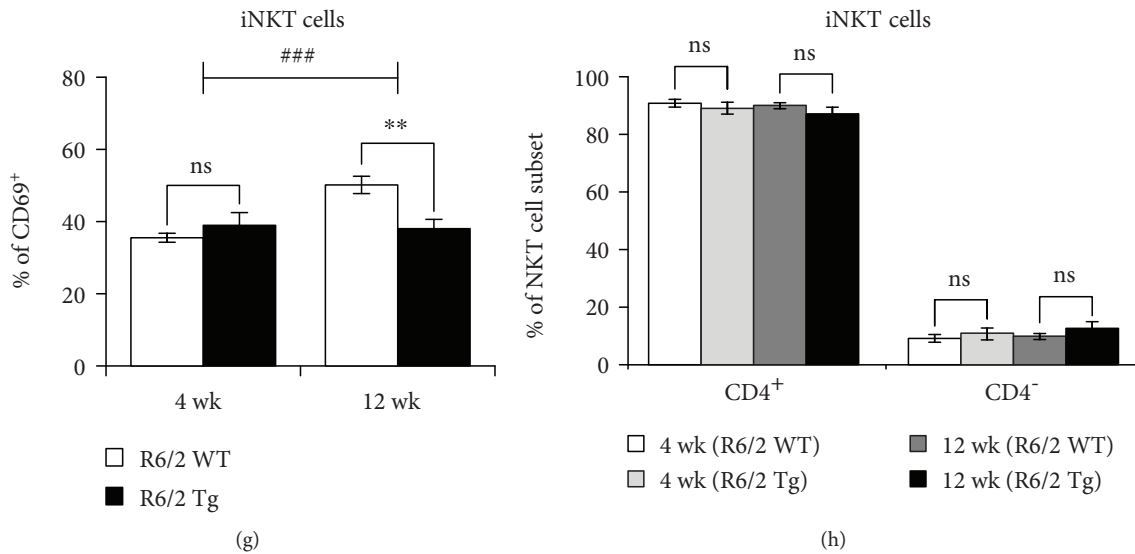 iNKT cells
% of CD69⁺
80
60
40
20
0
###
ns
**
4 wk
12 wk
R6/2 WT
R6/2 Tg
(g)
iNKT cells
% of NKT cell subset
100
80
60
40
20
0
ns
ns
ns
ns
CD4⁺
CD4⁻
4 wk (R6/2 WT)
12 wk (R6/2 WT)
4 wk (R6/2 Tg)
12 wk (R6/2 Tg)
(h)